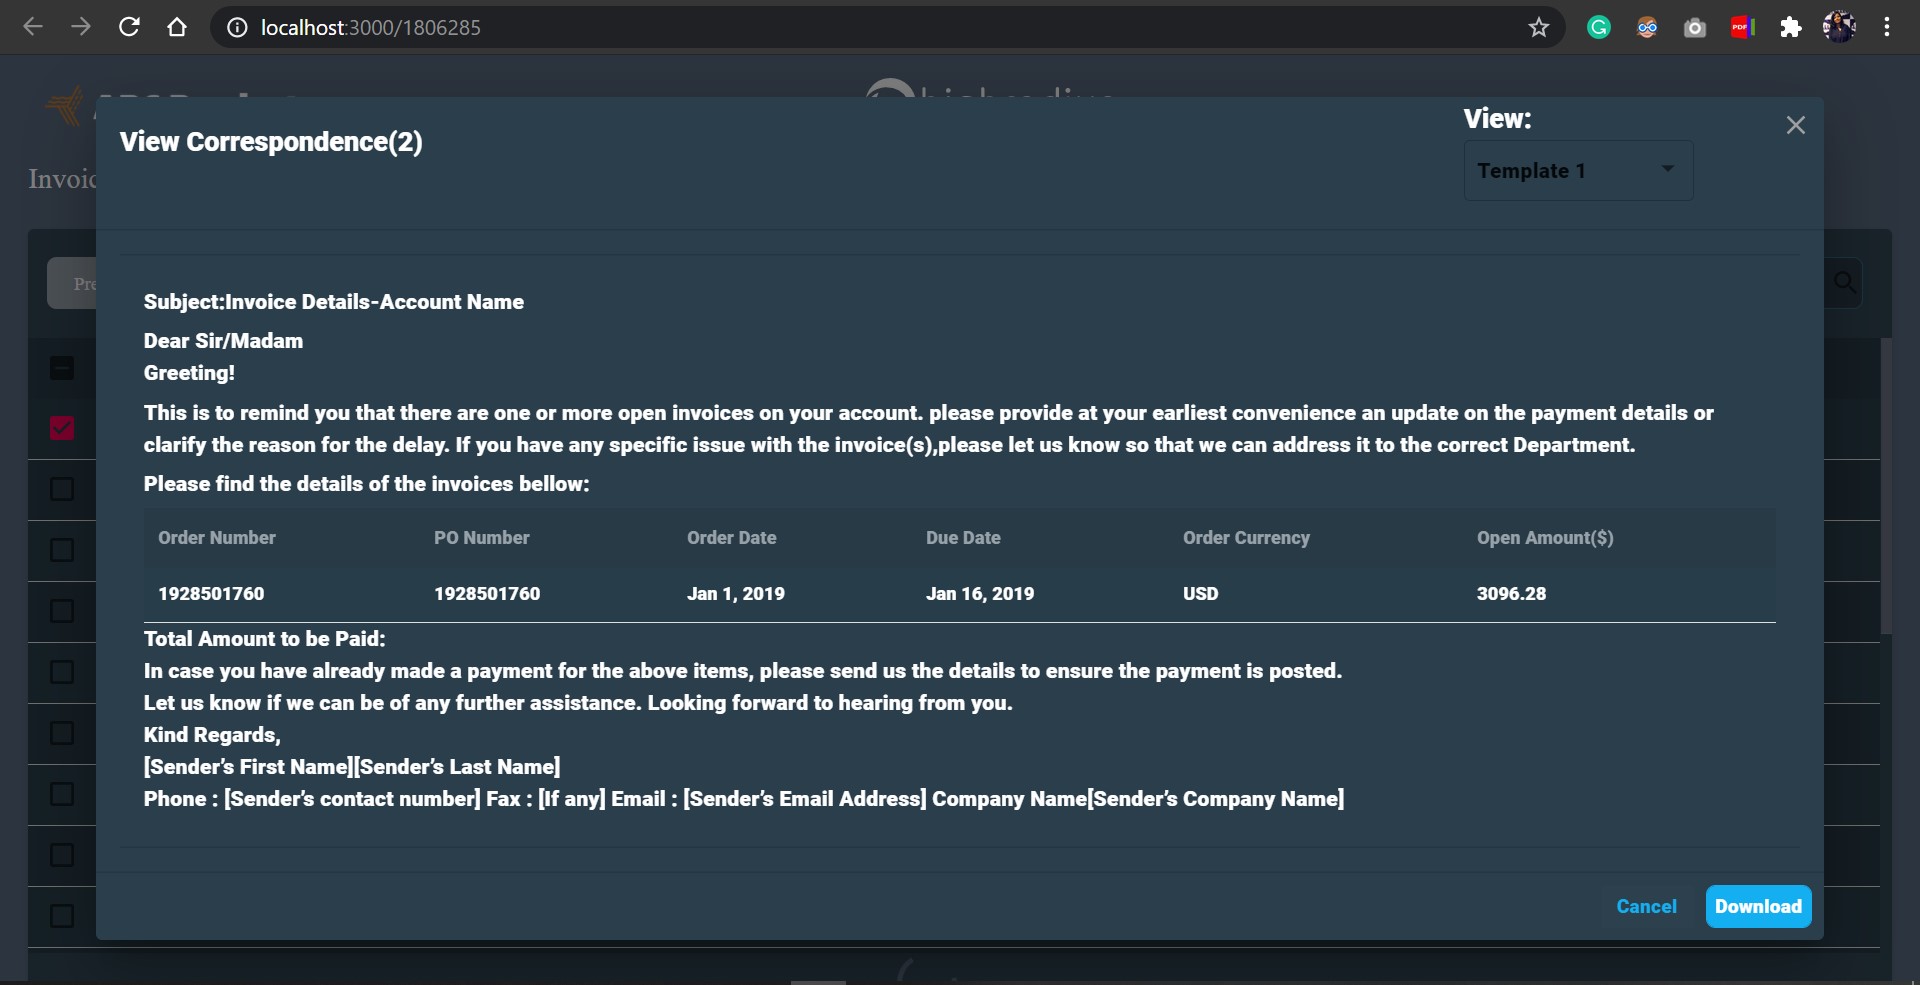 localhost:3000/1806285
View Correspondence(2)
View:
Template 1
Subject:Invoice Details-Account Name
Dear Sir/Madam
Greeting!
This is to remind you that there are one or more open invoices on your account. please provide at your earliest convenience an update on the payment details or
clarify the reason for the delay. If you have any specific issue with the invoice(s),please let us know so that we can address it to the correct Department.
Please find the details of the invoices bellow:
Order Number PO Number Order Date Due Date Order Currency Open Amount($)
1928501760 1928501760 Jan 1, 2019 Jan 16, 2019 USD 3096.28
Total Amount to be Paid:
In case you have already made a payment for the above items, please send us the details to ensure the payment is posted.
Let us know if we can be of any further assistance. Looking forward to hearing from you.
Kind Regards,
[Sender’s First Name][Sender’s Last Name]
Phone : [Sender’s contact number] Fax : [If any] Email : [Sender’s Email Address] Company Name[Sender’s Company Name]
Cancel Download